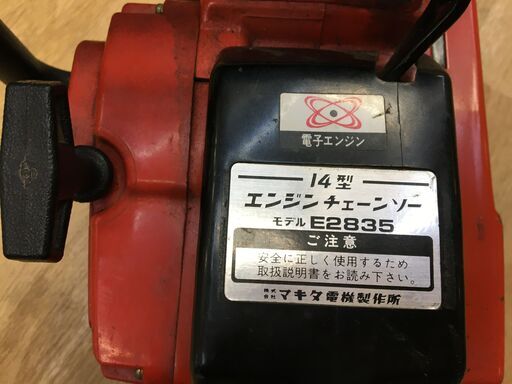 電子エンジン
14型
エンジンチェーンソー
モデル E2835
ご注意
安全に正しく使用するため
取扱説明書をお読み下さい。
株式会社 マキタ電機製作所